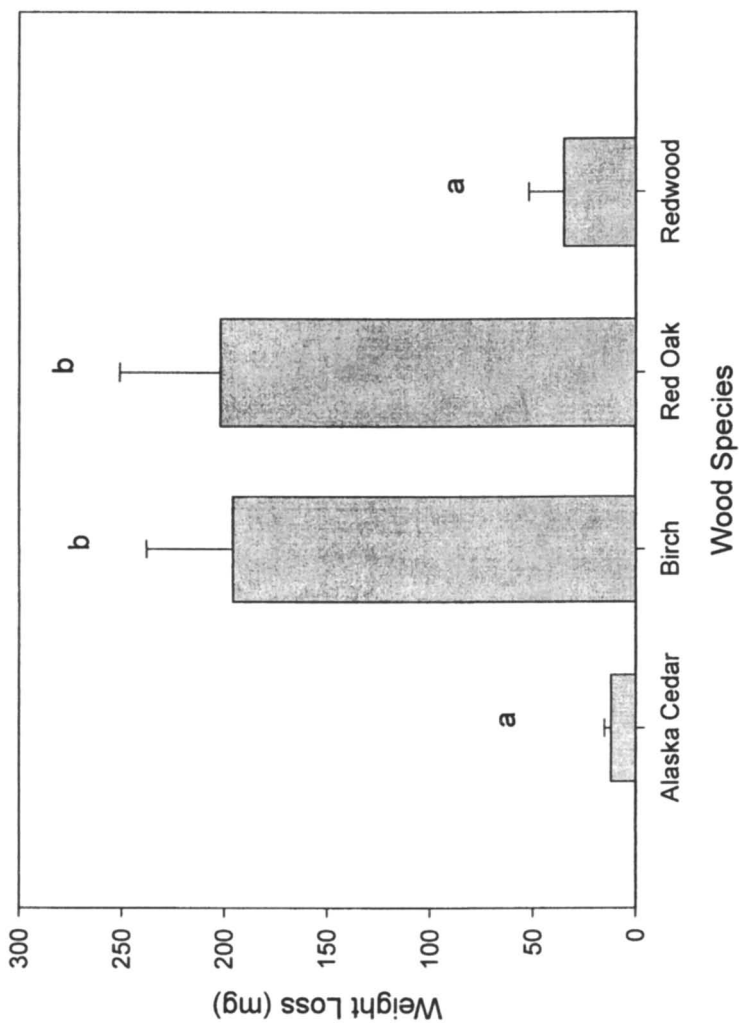 Weight Loss (mg)
300
250
200
150
100
50
0
a
b
b
a
Alaska Cedar
Birch
Red Oak
Redwood
Wood Species